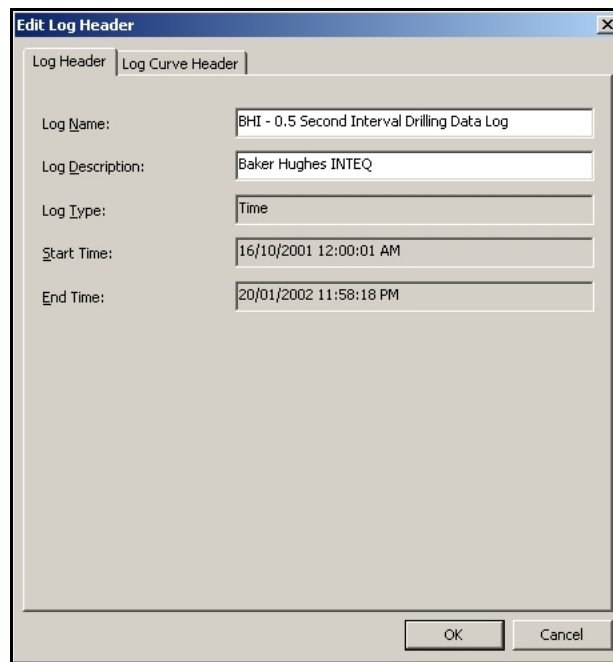 Edit Log Header
Log Header
Log Curve Header
Log Name:
BHI - 0.5 Second Interval Drilling Data Log
Log Description:
Baker Hughes INTEQ
Log Type:
Time
Start Time:
16/10/2001 12:00:01 AM
End Time:
20/01/2002 11:58:18 PM
OK
Cancel